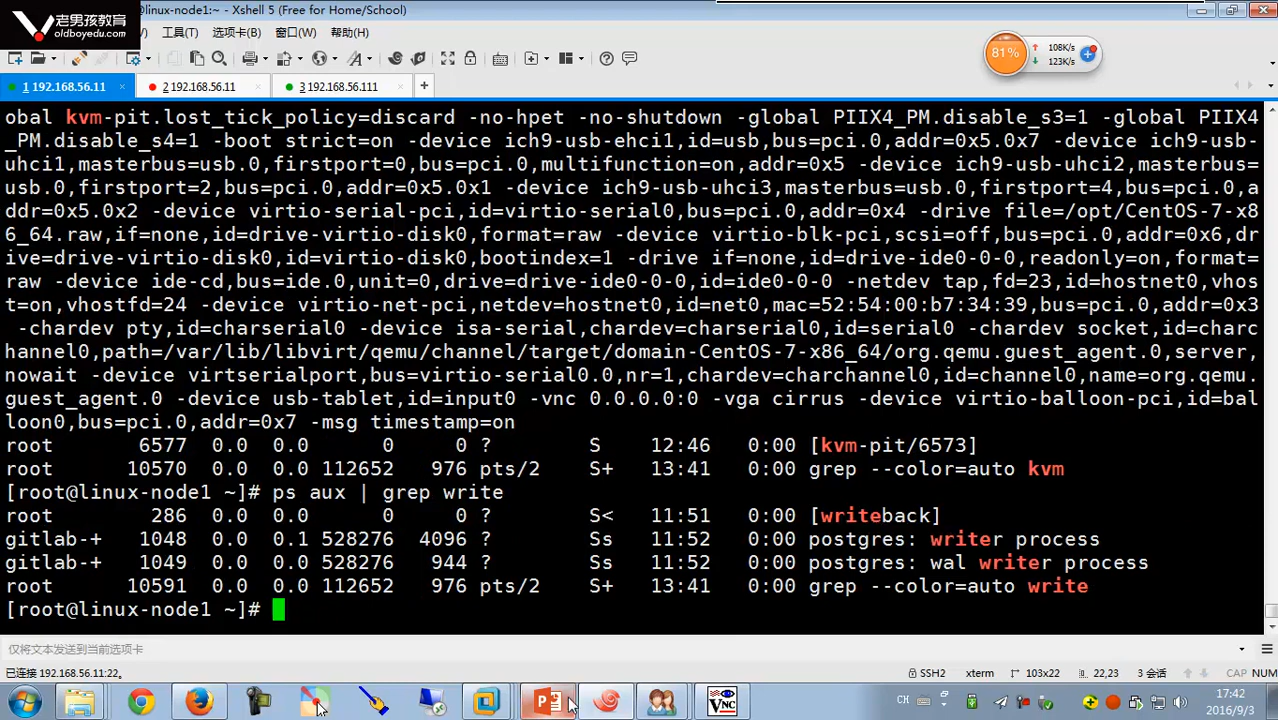 老男孩教育
oldboyedu.com
@linux-node1:~ - Xshell 5 (Free for Home/School)
工具(T) 选项卡(B) 窗口(W) 帮助(H)
81%
108K/s
123K/s
1 192.168.56.11
2 192.168.56.11
3 192.168.56.111
obal kvm-pit.lost_tick_policy=discard -no-hpet -no-shutdown -global PIIX4_PM.disable_s3=1 -global PIIX4
_PM.disable_s4=1 -boot strict=on -device ich9-usb-ehci1,id=usb,bus=pci.0,addr=0x5.0x7 -device ich9-usb-
uhci1,masterbus=usb.0,firstport=0,bus=pci.0,multifunction=on,addr=0x5 -device ich9-usb-uhci2,masterbus=
usb.0,firstport=2,bus=pci.0,addr=0x5.0x1 -device ich9-usb-uhci3,masterbus=usb.0,firstport=4,bus=pci.0,a
ddr=0x5.0x2 -device virtio-serial-pci,id=virtio-serial0,bus=pci.0,addr=0x4 -drive file=/opt/CentOS-7-x8
6_64.raw,if=none,id=drive-virtio-disk0,format=raw -device virtio-blk-pci,scsi=off,bus=pci.0,addr=0x6,dr
ive=drive-virtio-disk0,id=virtio-disk0,bootindex=1 -drive if=none,id=drive-ide0-0-0,readonly=on,format=
raw -device ide-cd,bus=ide.0,unit=0,drive=drive-ide0-0-0,id=ide0-0-0 -netdev tap,fd=23,id=hostnet0,vhos
t=on,vhostfd=24 -device virtio-net-pci,netdev=hostnet0,id=net0,mac=52:54:00:b7:34:39,bus=pci.0,addr=0x3
-chardev pty,id=charserial0 -device isa-serial,chardev=charserial0,id=serial0 -chardev socket,id=charc
hannel0,path=/var/lib/libvirt/qemu/channel/target/domain-CentOS-7-x86_64/org.qemu.guest_agent.0,server,
nowait -device virtserialport,bus=virtio-serial0.0,nr=1,chardev=charchannel0,id=channel0,name=org.qemu.
guest_agent.0 -device usb-tablet,id=input0 -vnc 0.0.0.0:0 -vga cirrus -device virtio-balloon-pci,id=bal
loon0,bus=pci.0,addr=0x7 -msg timestamp=on
root 6577 0.0 0.0 0 0 ? S 12:46 0:00 [kvm-pit/6573]
root 10570 0.0 0.0 112652 976 pts/2 S+ 13:41 0:00 grep --color=auto kvm
[root@linux-node1 ~]# ps aux | grep write
root 286 0.0 0.0 0 0 ? S< 11:51 0:00 [writeback]
gitlab-+ 1048 0.0 0.1 528276 4096 ? Ss 11:52 0:00 postgres: writer process
gitlab-+ 1049 0.0 0.0 528276 944 ? Ss 11:52 0:00 postgres: wal writer process
root 10591 0.0 0.0 112652 976 pts/2 S+ 13:41 0:00 grep --color=auto write
[root@linux-node1 ~]#
仅将文本发送到当前选项卡
已连接 192.168.56.11:22。
SSH2 xterm 103x22 22,23 3 会话 CAP NUM
CH
17:42
2016/9/3